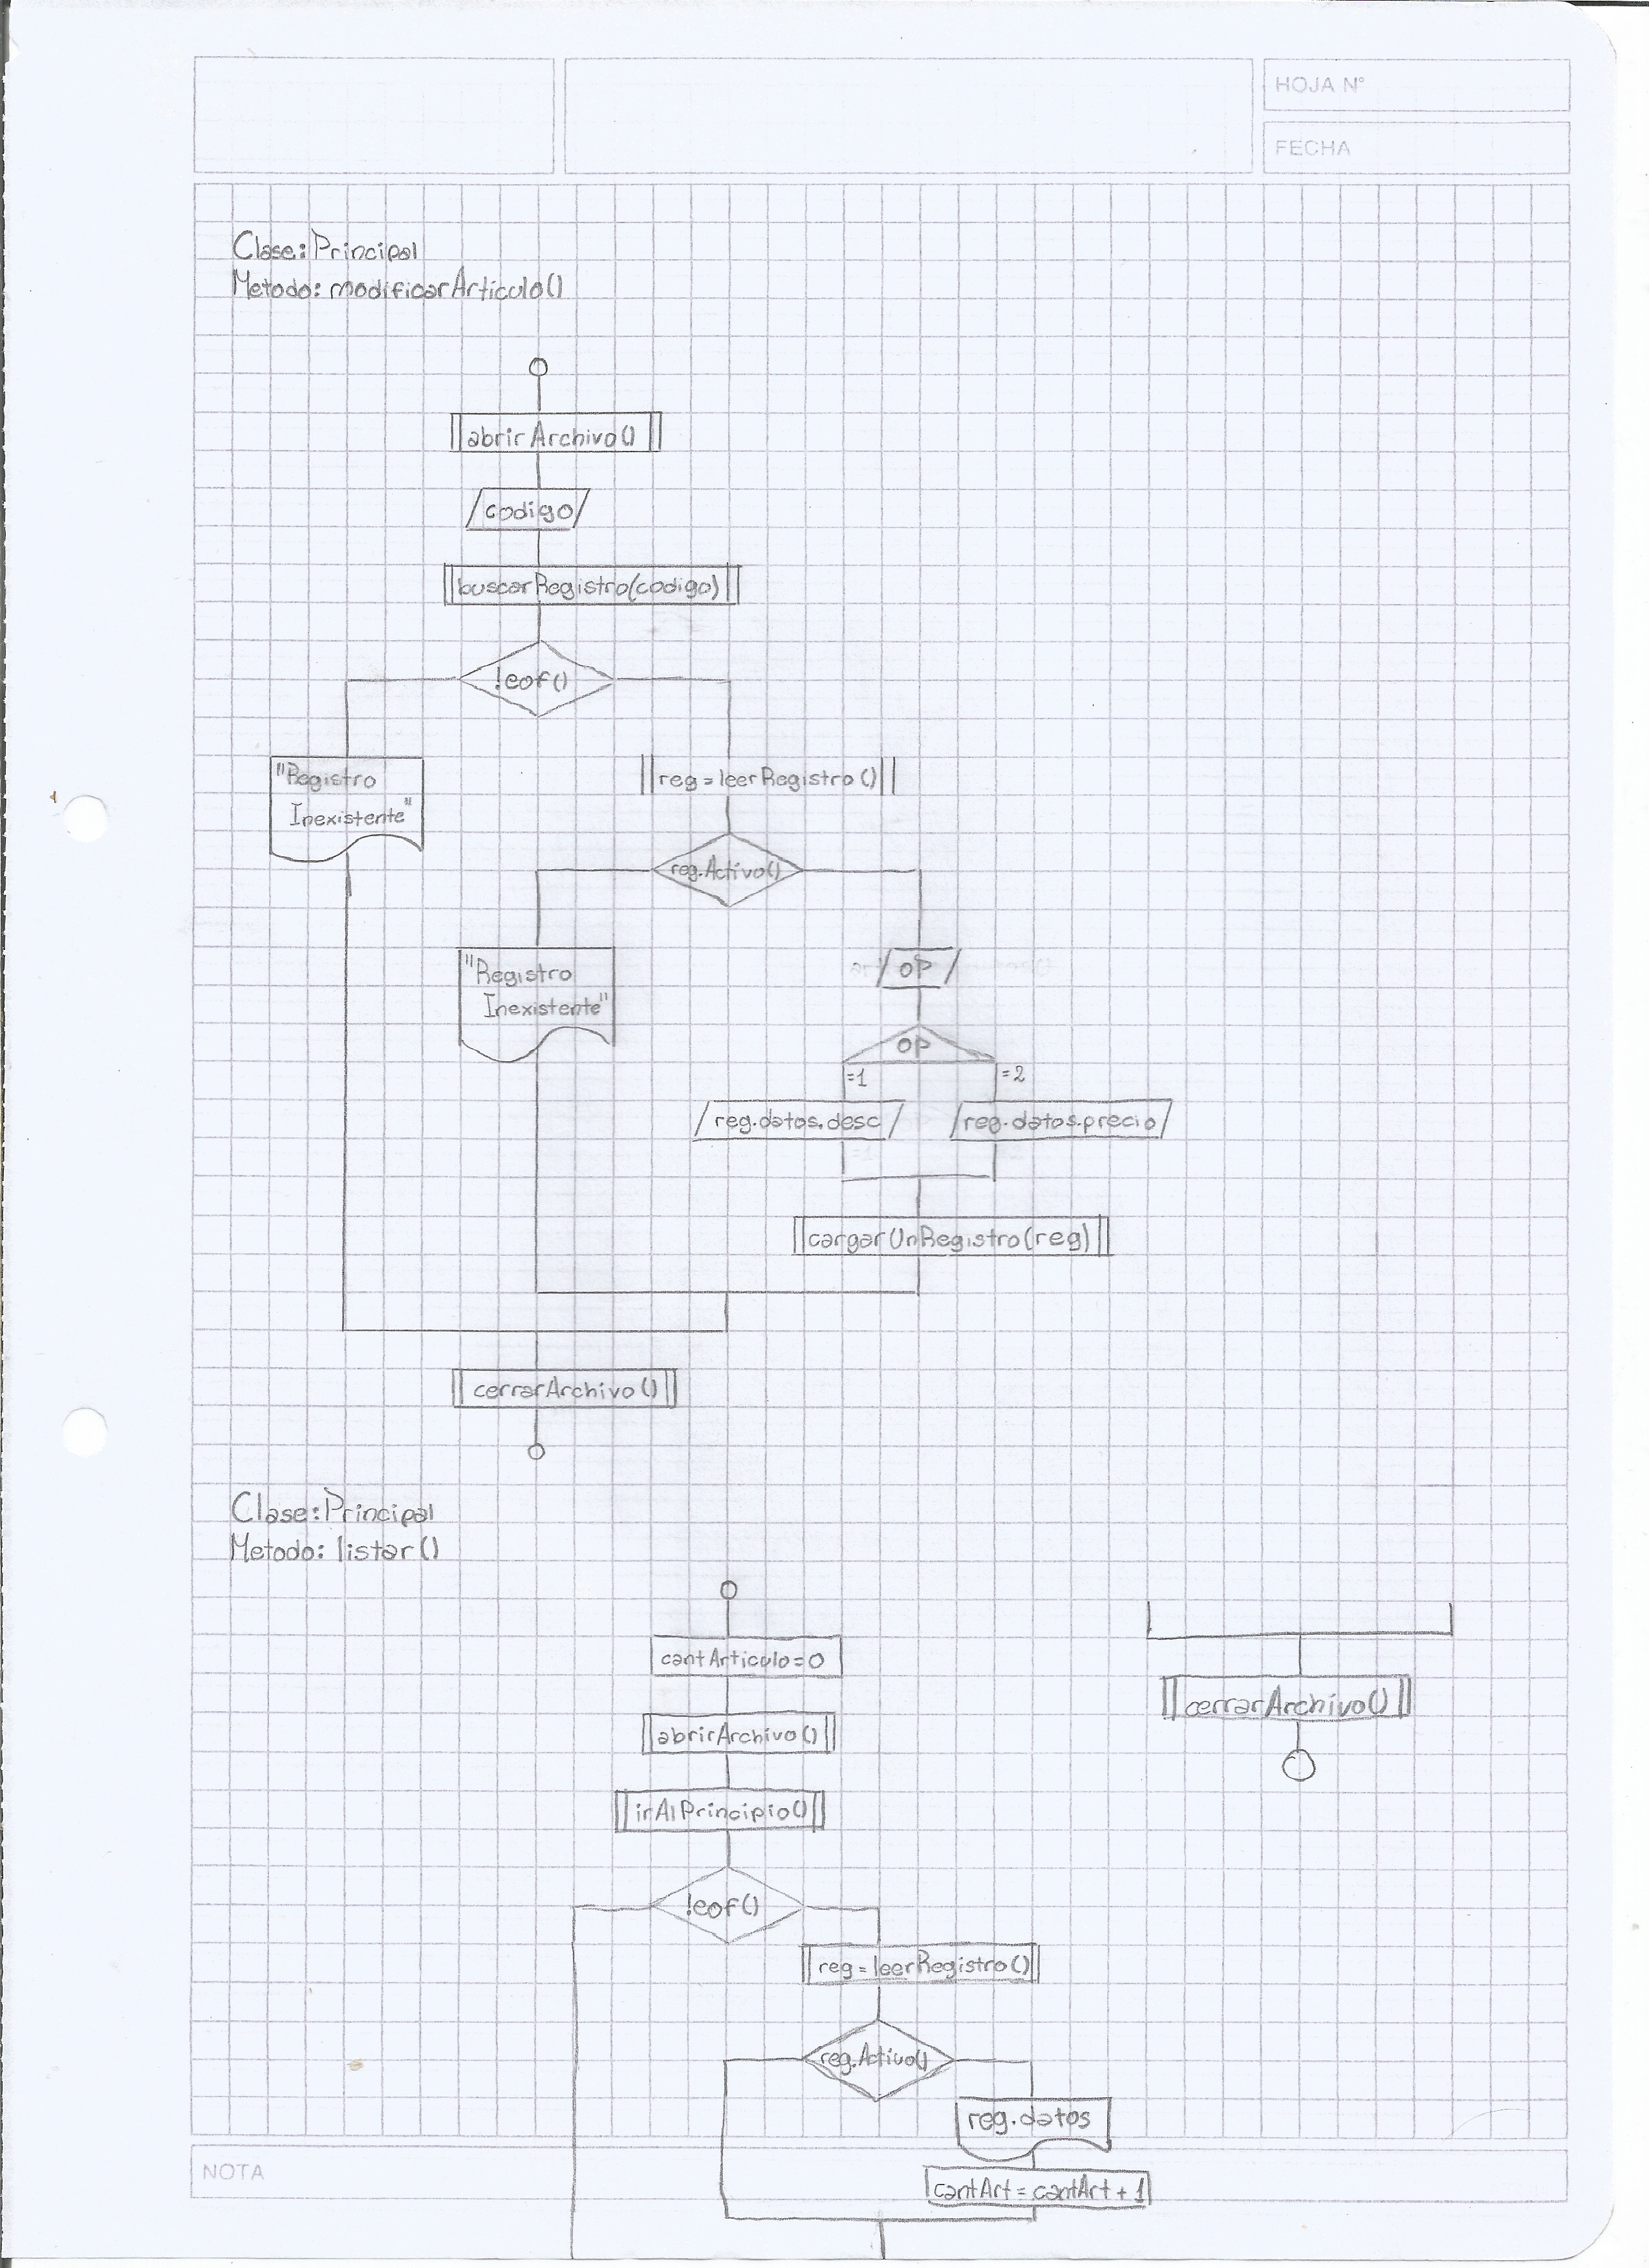 HOJA N°
FECHA
Clase: Principal
Metodo: modificarArticulo()
abrirArchivo()
codigo
buscarRegistro(codigo)
!eof()
"Registro
Inexistente"
reg=leerRegistro()
reg.Activo()
"Registro
Inexistente"
OP
OP
=1
=2
reg.datos.desc
reg.datos.precio
cargarUnRegistro(reg)
cerrarArchivo()
Clase: Principal
Metodo: listar()
cantArticulo=0
abrirArchivo()
irAlPrincipio()
!eof()
reg=leerRegistro()
reg.Activo()
reg.datos
cantArt=cantArt+1
cerrarArchivo()
NOTA